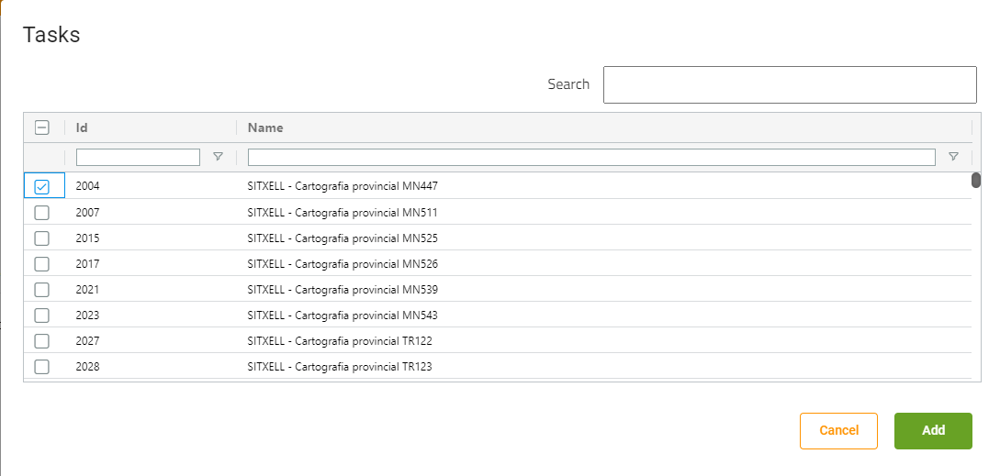 Tasks
Search
Id Name
2004 SITXELL - Cartografia provincial MN447
2007 SITXELL - Cartografia provincial MN511
2015 SITXELL - Cartografia provincial MN525
2017 SITXELL - Cartografia provincial MN526
2021 SITXELL - Cartografia provincial MN539
2023 SITXELL - Cartografia provincial MN543
2027 SITXELL - Cartografia provincial TR122
2028 SITXELL - Cartografia provincial TR123
Cancel Add